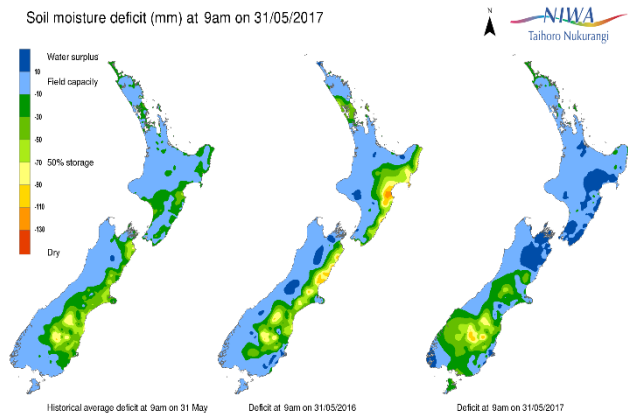 Soil moisture deficit (mm) at 9am on 31/05/2017
N
NIWA
Taihoro Nukurangi
Water surplus
10
Field capacity
-10
-30
-50
50% storage
-70
-90
-110
-130
Dry
Historical average deficit at 9am on 31 May
Deficit at 9am on 31/05/2016
Deficit at 9am on 31/05/2017